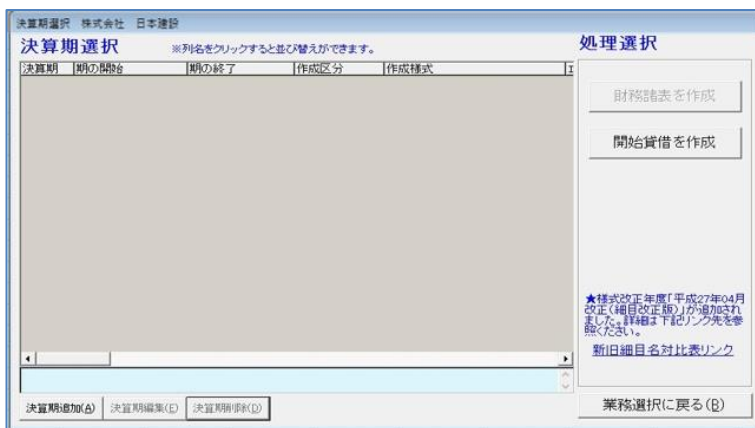 決算期選択 株式会社 日本建設
決算期選択 ※列名をクリックすると並び替えができます。
決算期 期の開始 期の終了 作成区分 作成様式
処理選択
財務諸表を作成
開始貸借を作成
★様式改正年度「平成27年04月
改正(細目改正版)」が追加され
ました。詳細は下記リンク先を参
照ください。
新旧細目名対比表リンク
決算期追加(A) 決算期編集(E) 決算期削除(D)
業務選択に戻る(B)